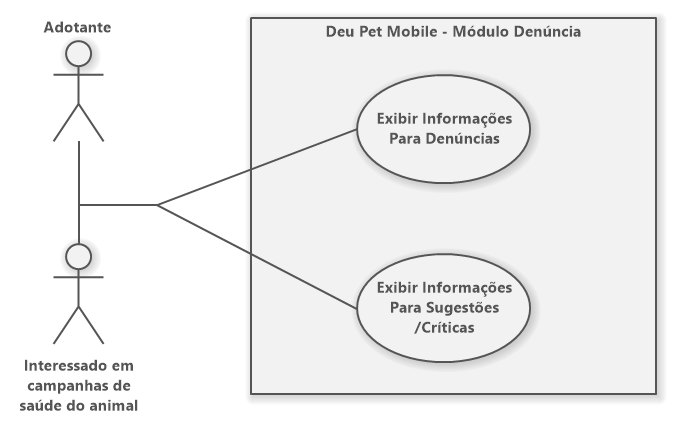 Adotante
Deu Pet Mobile - Módulo Denúncia
Exibir Informações
Para Denúncias
Exibir Informações
Para Sugestões
/Críticas
Interessado em
campanhas de
saúde do animal